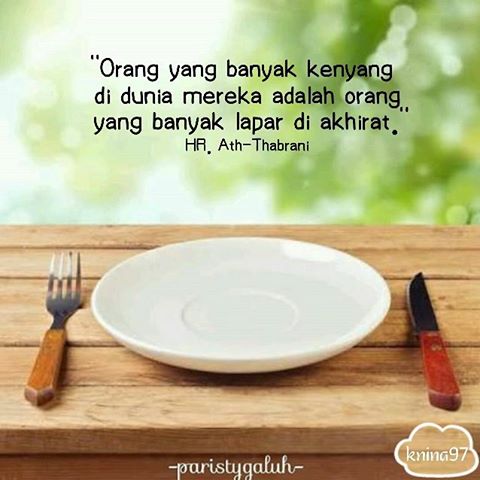 "Orang yang banyak kenyang
di dunia mereka adalah orang
yang banyak lapar di akhirat."
HR. Ath-Thabrani
knina97
-paristygaluh-